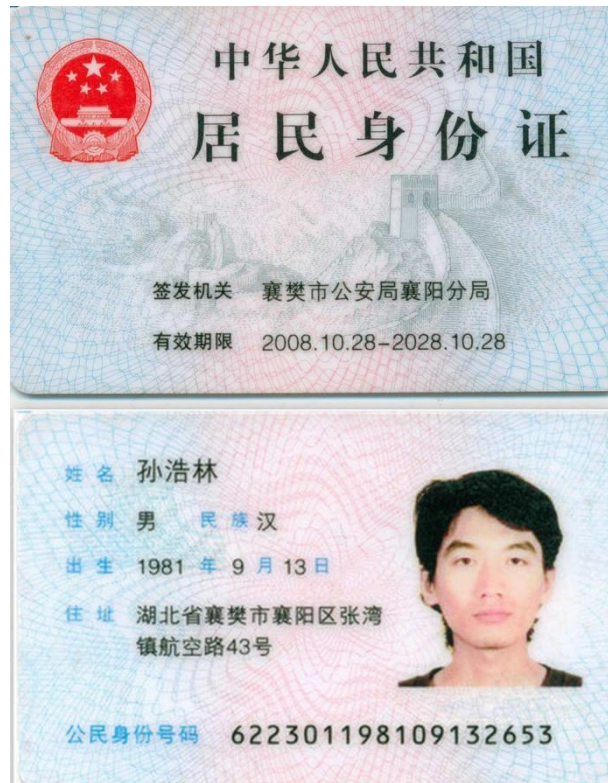 中华人民共和国
居民身份证
签发机关 襄樊市公安局襄阳分局
有效期限 2008.10.28-2028.10.28
姓名 孙浩林
性别 男 民族 汉
出生 1981 年 9 月 13 日
住址 湖北省襄樊市襄阳区张湾
镇航空路43号
公民身份号码 622301198109132653